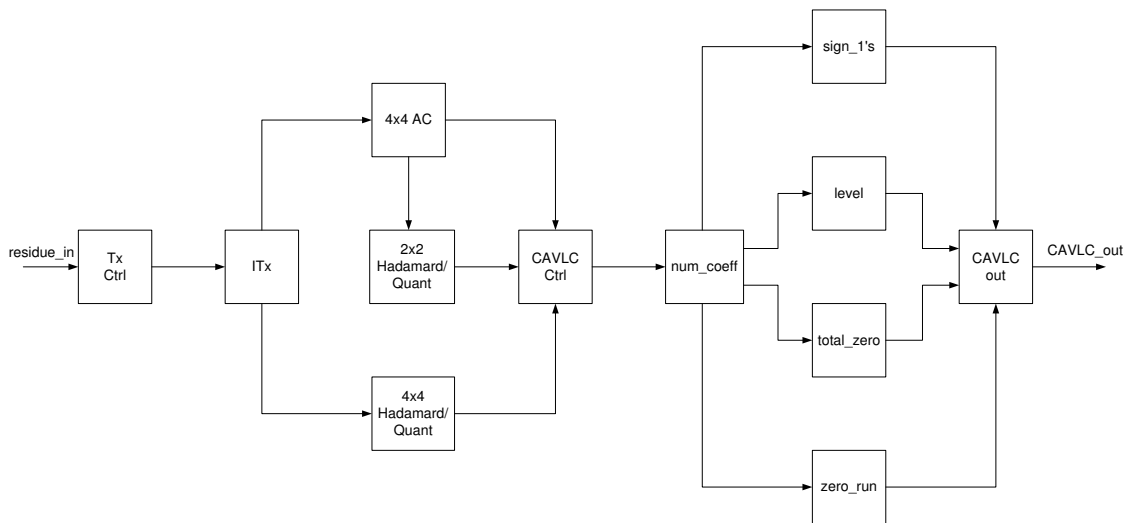 sign_1's
4x4 AC
level
residue_in
Tx
Ctrl
ITx
2x2
Hadamard/
Quant
CAVLC
Ctrl
num_coeff
CAVLC
out
CAVLC_out
total_zero
4x4
Hadamard/
Quant
zero_run